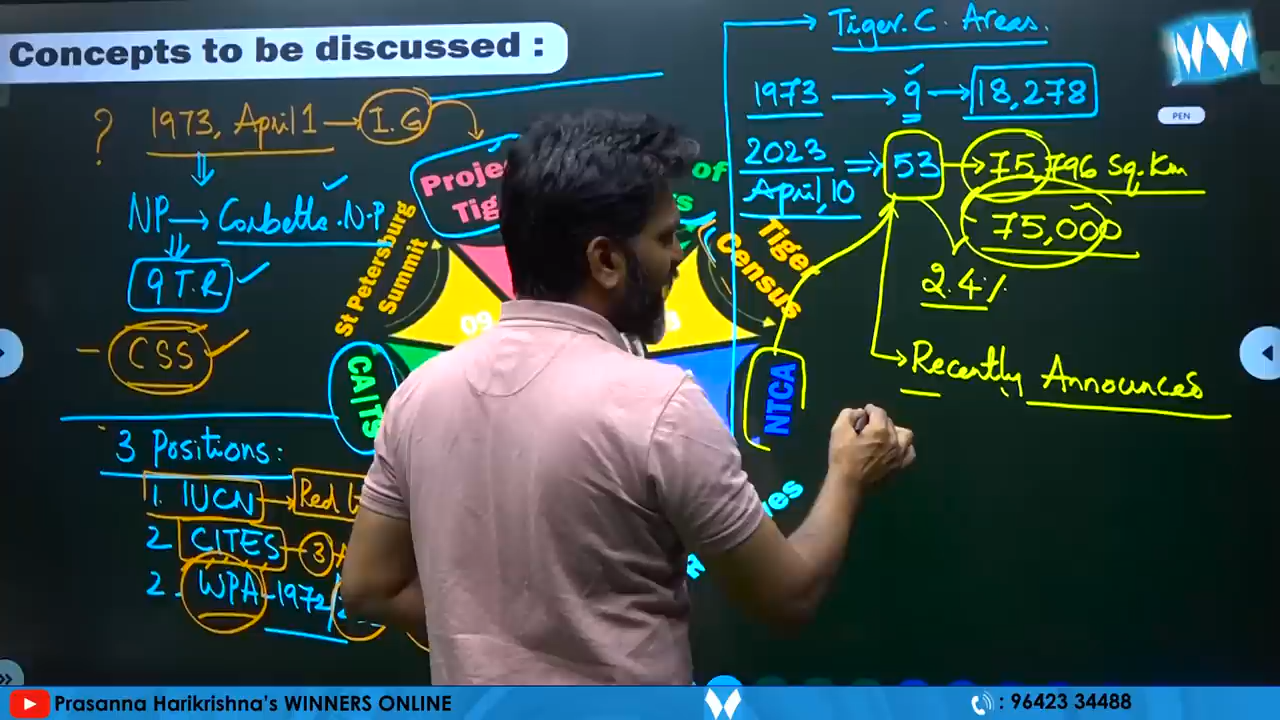 Concepts to be discussed :
? 1973, April 1 → I.G
NP → Corbette. N.P
9 T.R
- CSS
3 Positions:
1. IUCN → Red
2 CITES - 3
2. WPA - 1972
Project
Tiger
of
St Petersburg
Summit
09
CA|TS
Tiger
Census
NTCA
Tiger. C. Areas.
1973 → 9 → 18,278
2023 ⇒ 53 → 75,796 Sq. Km
April, 10
75,000
2.4%
Recently Announces
W
PEN
Prasanna Harikrishna's WINNERS ONLINE
: 96423 34488